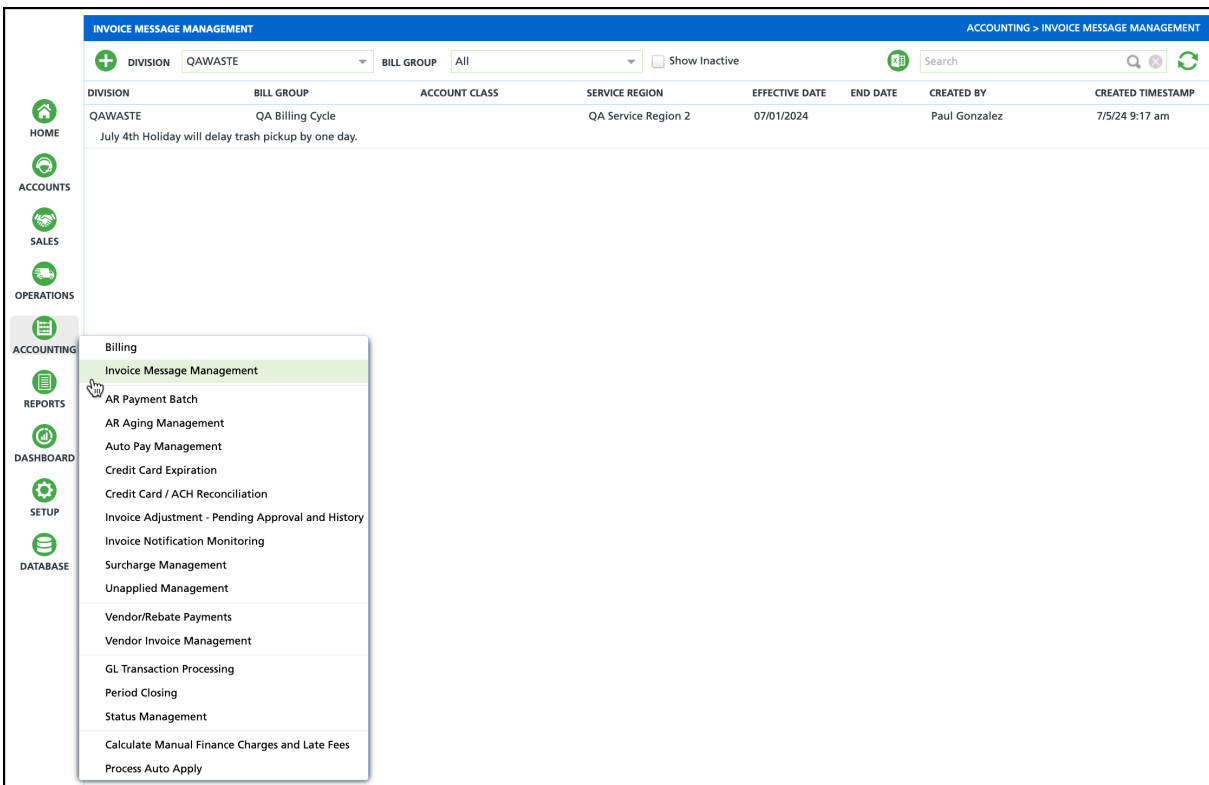 INVOICE MESSAGE MANAGEMENT
ACCOUNTING > INVOICE MESSAGE MANAGEMENT
DIVISION QAWASTE BILL GROUP All Show Inactive Search
DIVISION BILL GROUP ACCOUNT CLASS SERVICE REGION EFFECTIVE DATE END DATE CREATED BY CREATED TIMESTAMP
QAWASTE QA Billing Cycle QA Service Region 2 07/01/2024 Paul Gonzalez 7/5/24 9:17 am
July 4th Holiday will delay trash pickup by one day.
HOME
ACCOUNTS
SALES
OPERATIONS
ACCOUNTING
REPORTS
DASHBOARD
SETUP
DATABASE
Billing
Invoice Message Management
AR Payment Batch
AR Aging Management
Auto Pay Management
Credit Card Expiration
Credit Card / ACH Reconciliation
Invoice Adjustment - Pending Approval and History
Invoice Notification Monitoring
Surcharge Management
Unapplied Management
Vendor/Rebate Payments
Vendor Invoice Management
GL Transaction Processing
Period Closing
Status Management
Calculate Manual Finance Charges and Late Fees
Process Auto Apply